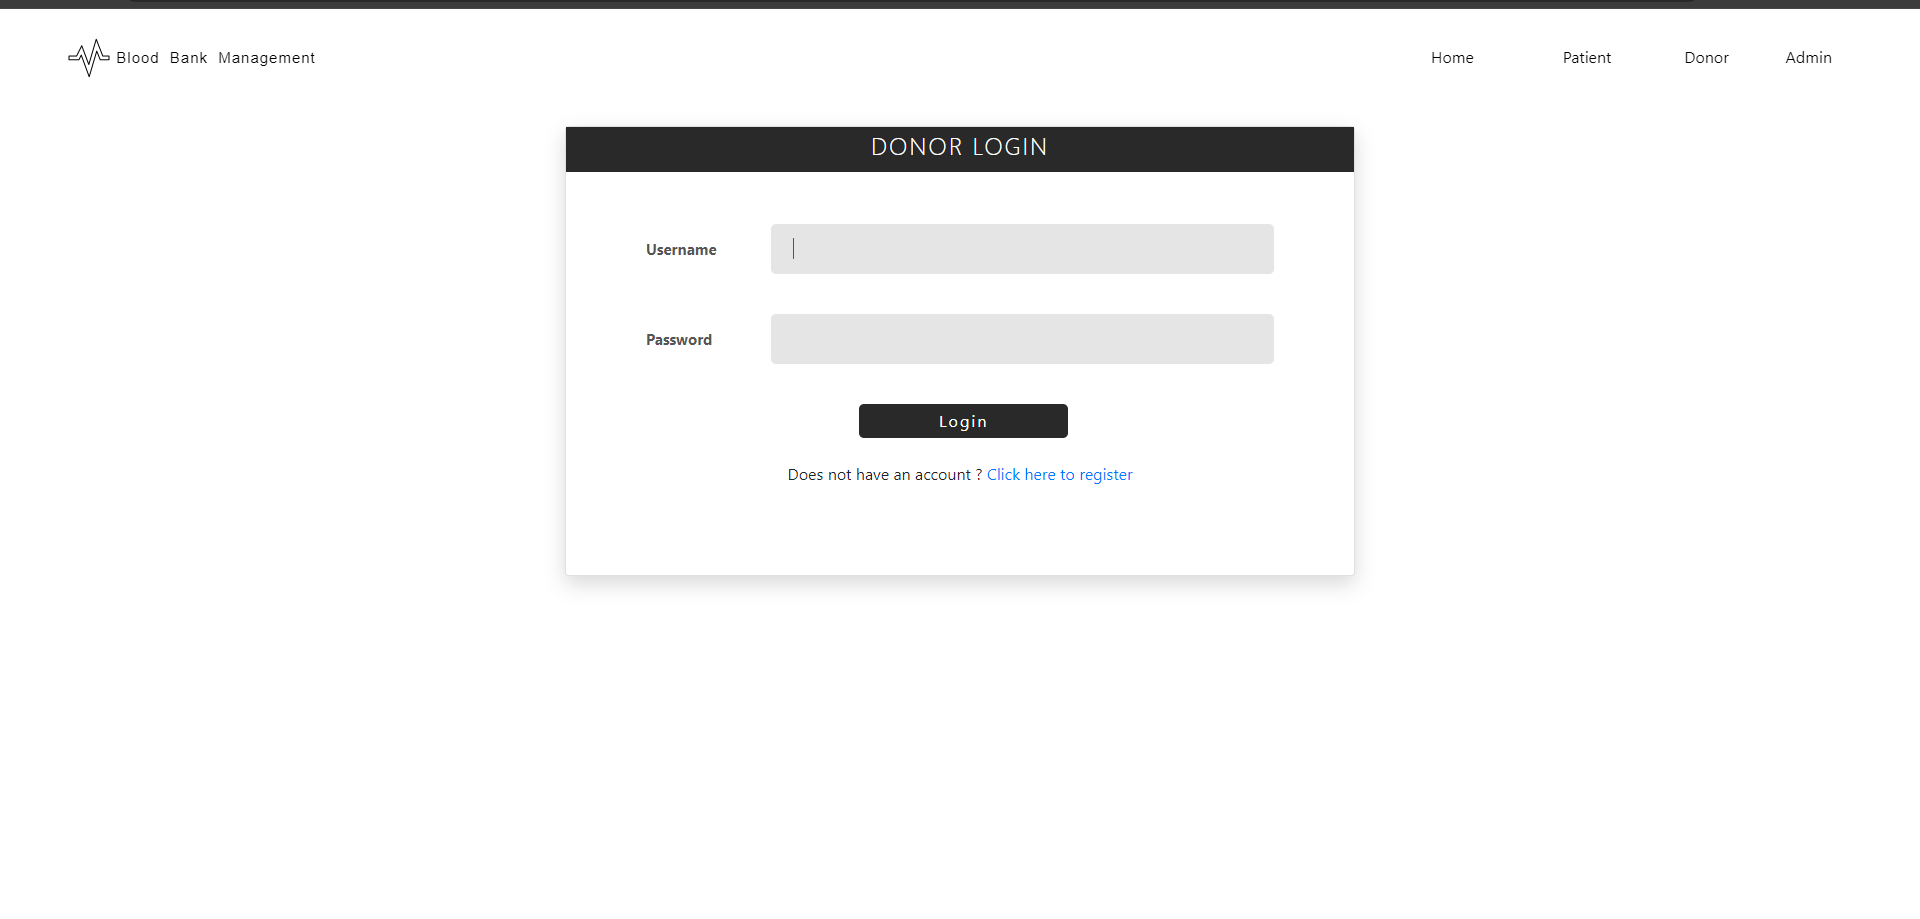 Blood Bank Management
Home Patient Donor Admin
DONOR LOGIN
Username
Password
Login
Does not have an account ? Click here to register